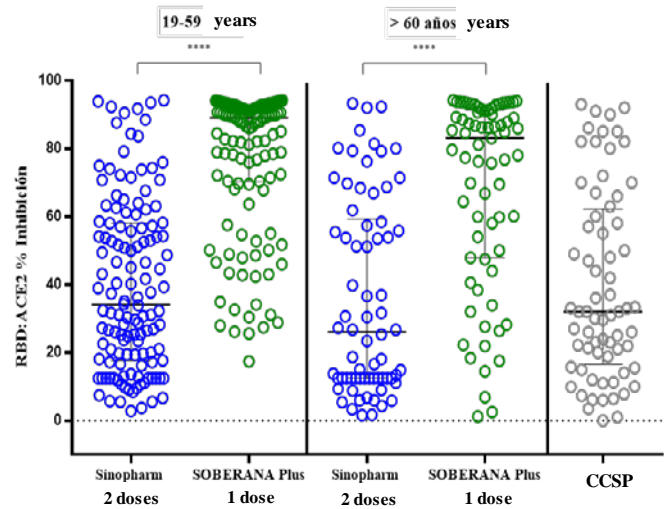 19-59 years
> 60 años years
****
****
RBD:ACE2 % Inhibición
100
80
60
40
20
0
Sinopharm
2 doses
SOBERANA Plus
1 dose
Sinopharm
2 doses
SOBERANA Plus
1 dose
CCSP